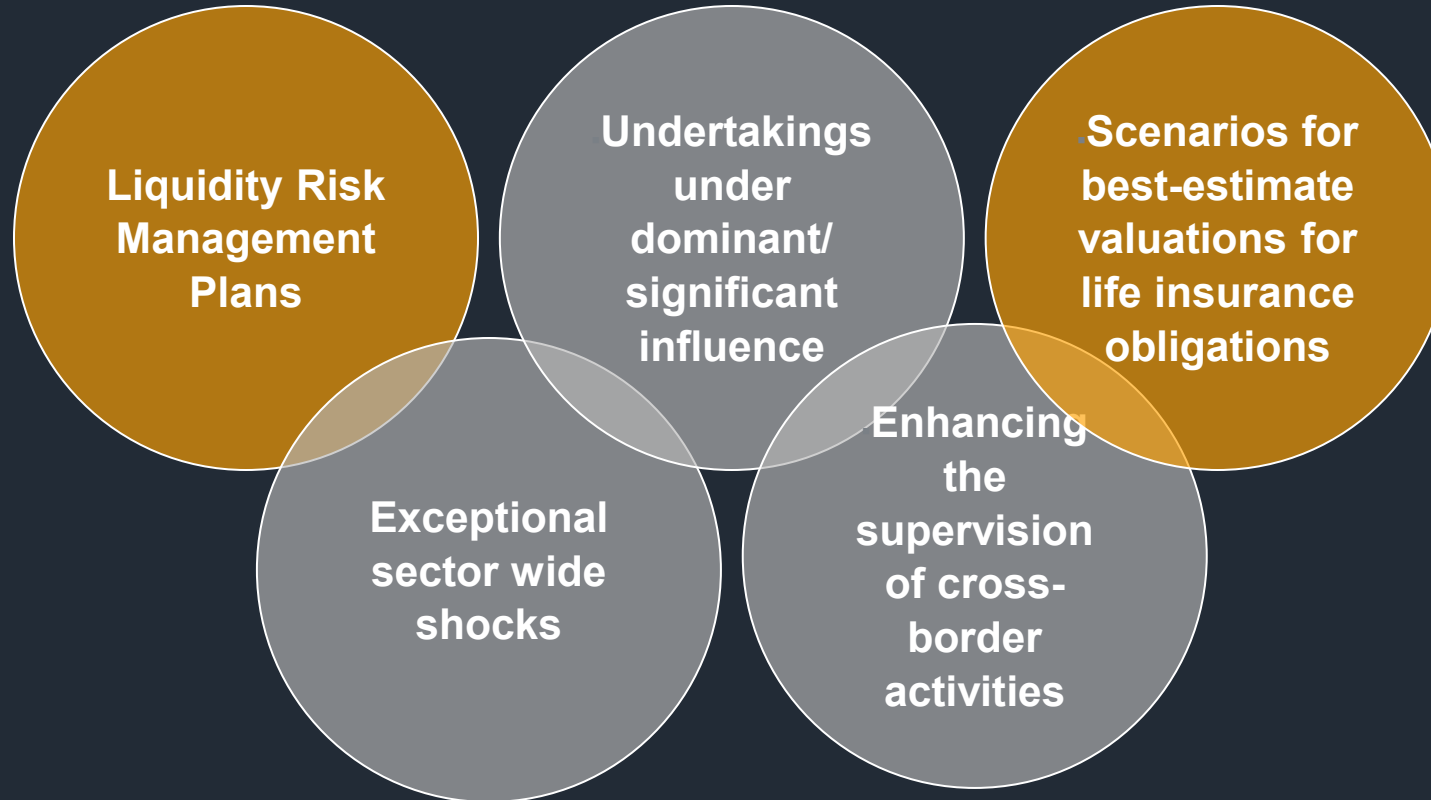 Liquidity Risk
Management
Plans
Undertakings
under
dominant/
significant
influence
Scenarios for
best-estimate
valuations for
life insurance
obligations
Exceptional
sector wide
shocks
Enhancing
the
supervision
of cross-
border
activities